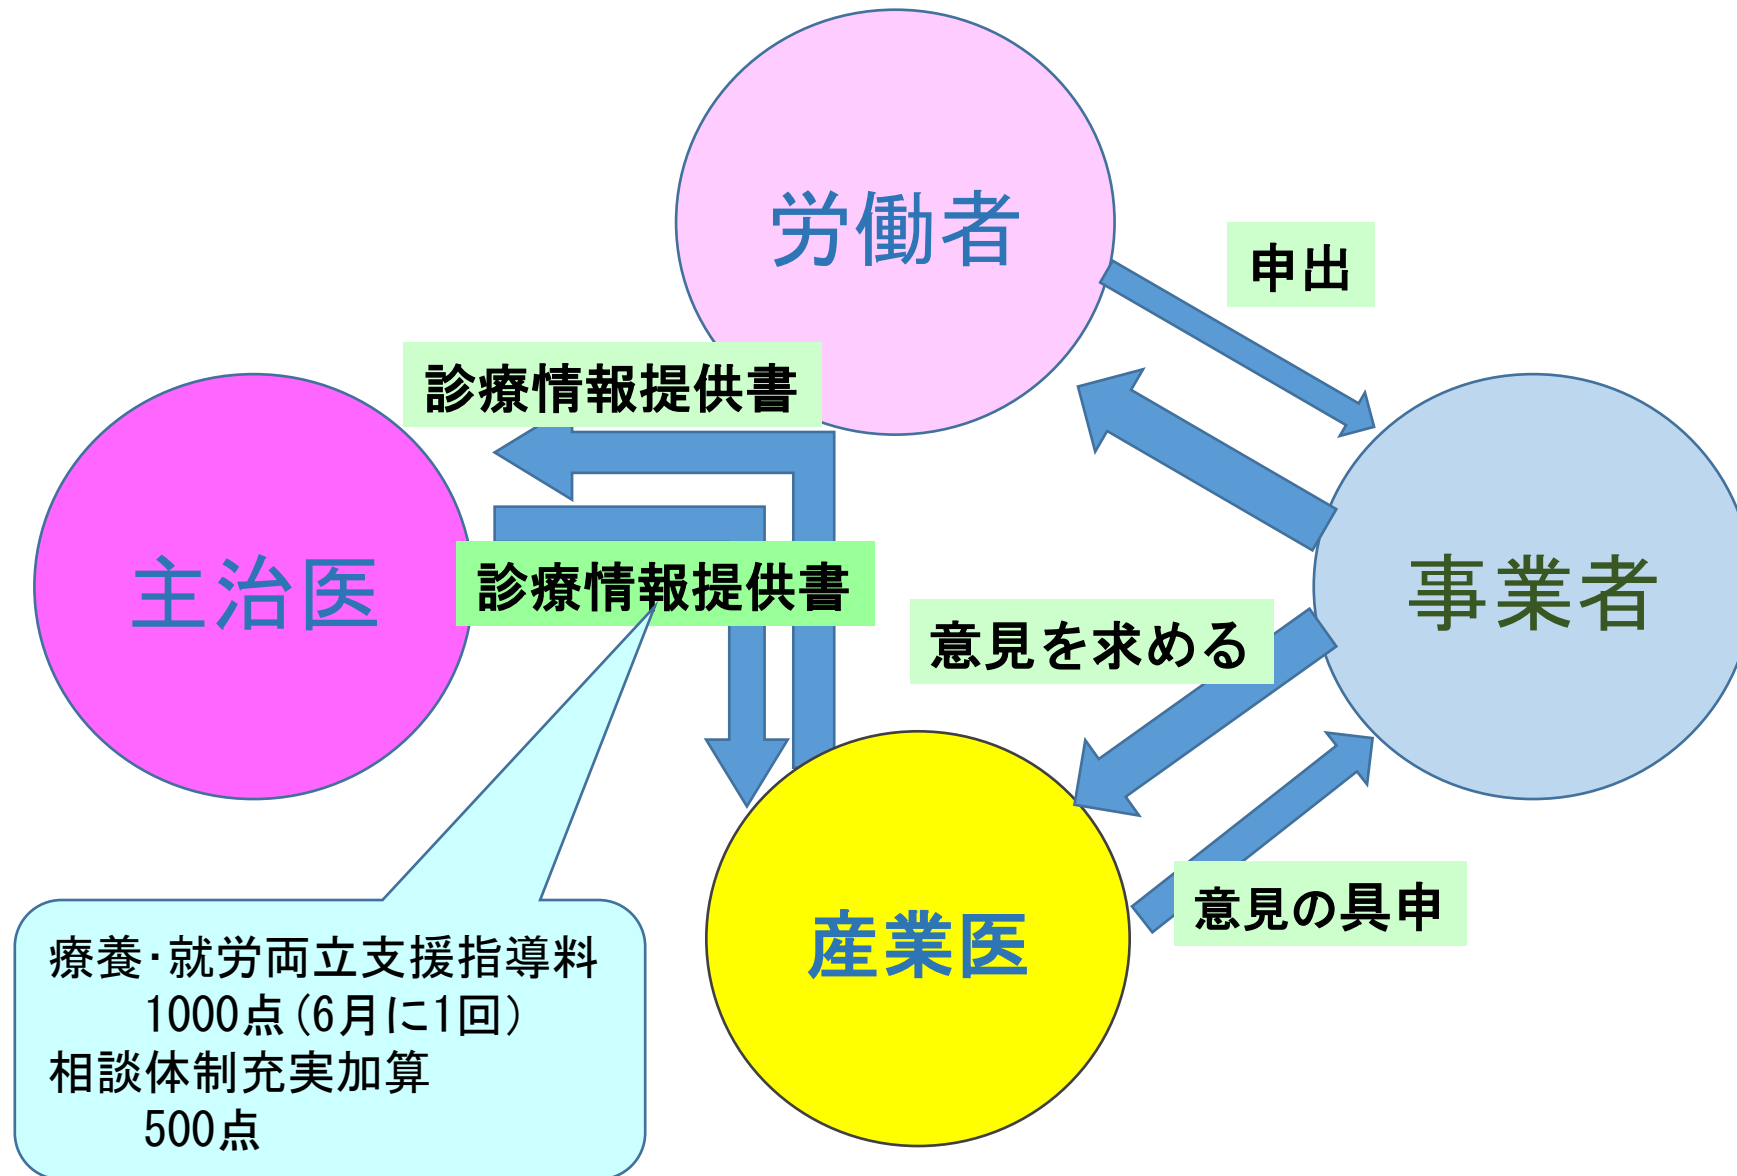 労働者
申出
診療情報提供書
主治医
診療情報提供書
事業者
意見を求める
産業医
意見の具申
療養・就労両立支援指導料
1000点(6月に1回)
相談体制充実加算
500点